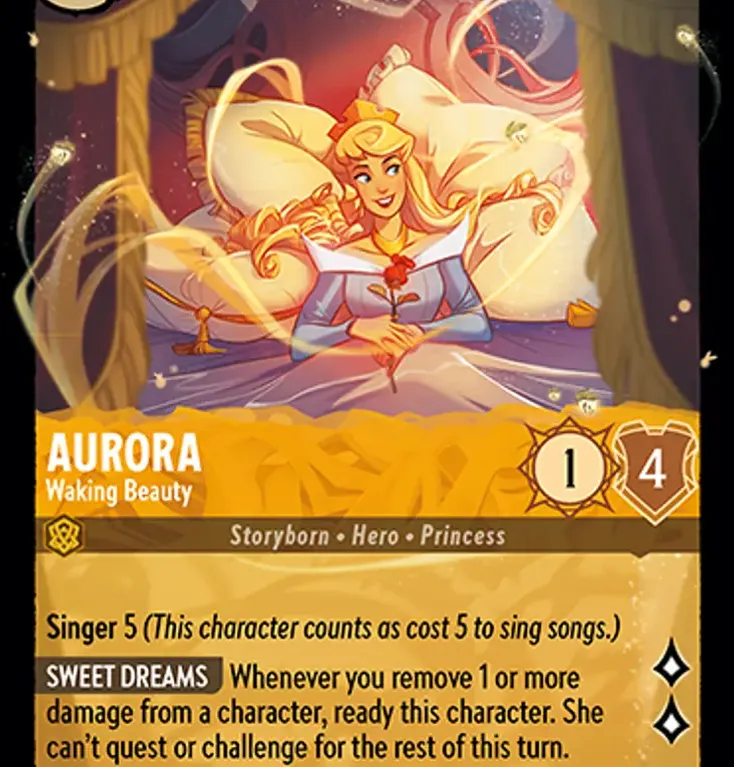 AURORA
Waking Beauty
1
4
Storyborn • Hero • Princess
Singer 5 (This character counts as cost 5 to sing songs.)
SWEET DREAMS Whenever you remove 1 or more
damage from a character, ready this character. She
can't quest or challenge for the rest of this turn.